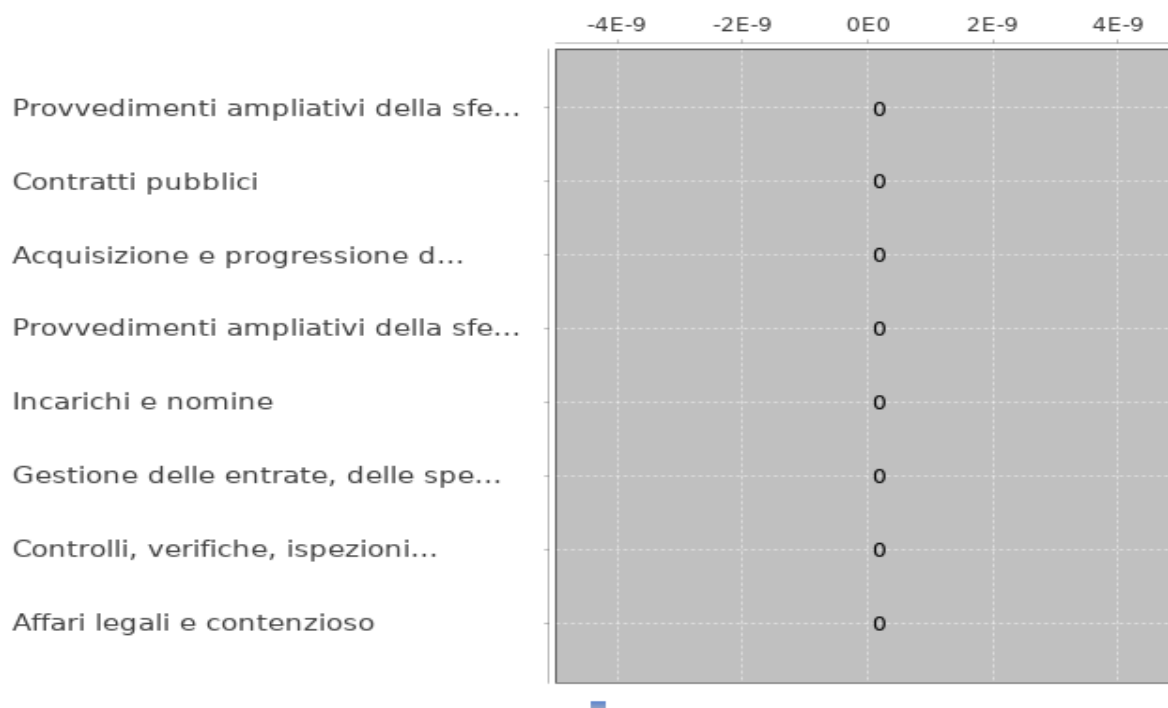 -4E-9 -2E-9 0E0 2E-9 4E-9
Provvedimenti ampliativi della sfe... 0
Contratti pubblici 0
Acquisizione e progressione d... 0
Provvedimenti ampliativi della sfe... 0
Incarichi e nomine 0
Gestione delle entrate, delle spe... 0
Controlli, verifiche, ispezioni... 0
Affari legali e contenzioso 0